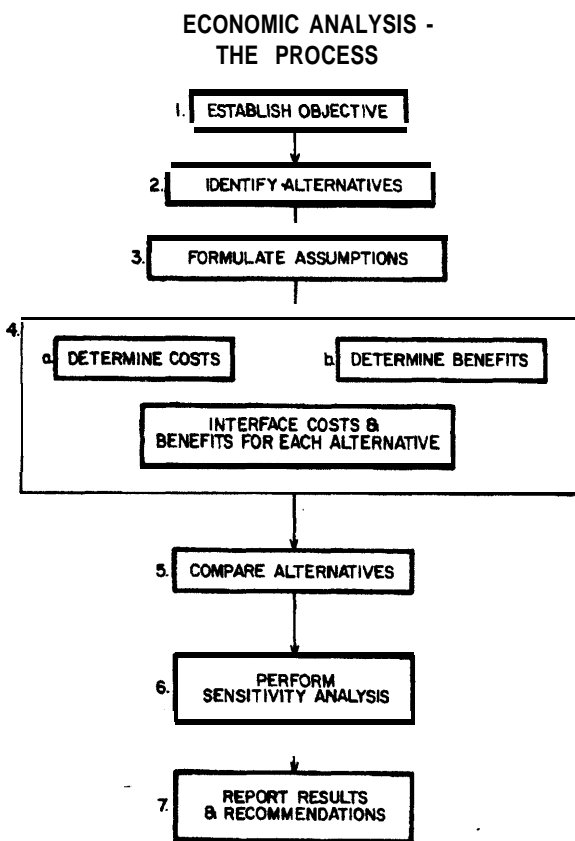 ECONOMIC ANALYSIS -
THE PROCESS
1. ESTABLISH OBJECTIVE
2. IDENTIFY ALTERNATIVES
3. FORMULATE ASSUMPTIONS
4.
a. DETERMINE COSTS
b. DETERMINE BENEFITS
INTERFACE COSTS &
BENEFITS FOR EACH ALTERNATIVE
5. COMPARE ALTERNATIVES
6. PERFORM
SENSITIVITY ANALYSIS
7. REPORT RESULTS
& RECOMMENDATIONS